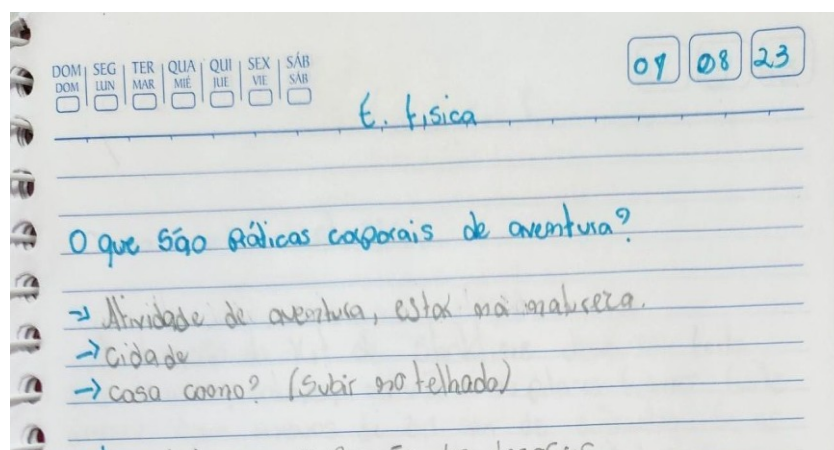 DOM SEG TER QUA QUI SEX SÁB
DOM LUN MAR MIÉ JUE VIE SÁB
07 08 23
E. Física
O que são práticas corporais de aventura?
→ Atividade de aventura, estar na natureza.
→ cidade
→ casa como? (Subir no telhado)